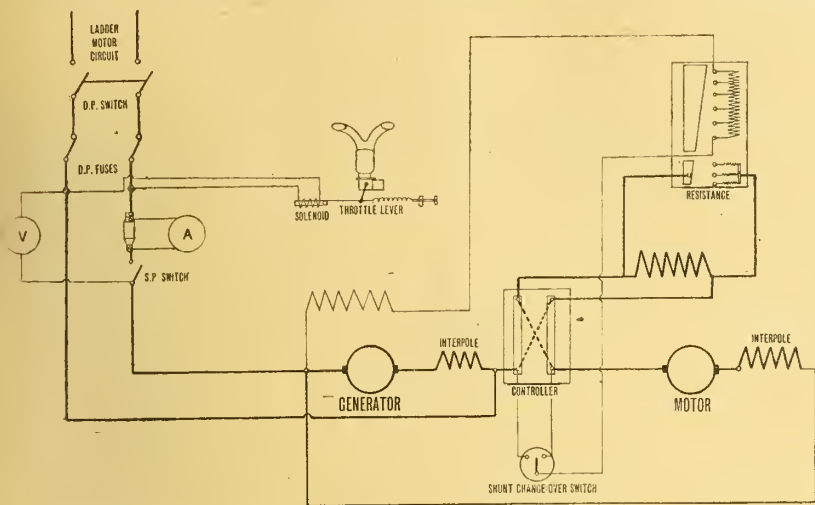 LADDER
MOTOR
CIRCUIT
D.P. SWITCH
D.P. FUSES
V
A
SOLENOID
THROTTLE LEVER
RESISTANCE
S.P. SWITCH
INTERPOLE
GENERATOR
CONTROLLER
INTERPOLE
MOTOR
SHUNT CHANGE-OVER SWITCH